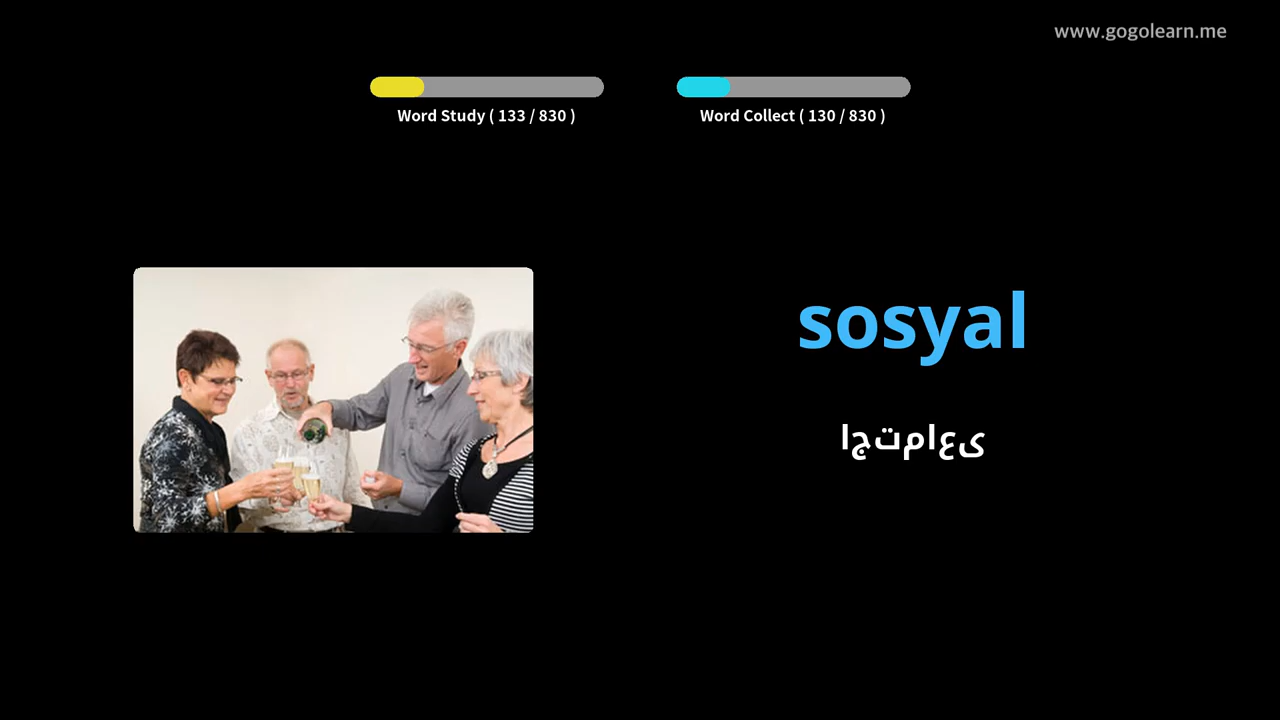 www.gogolearn.me
Word Study ( 133 / 830 )
Word Collect ( 130 / 830 )
sosyal
اجتماعی